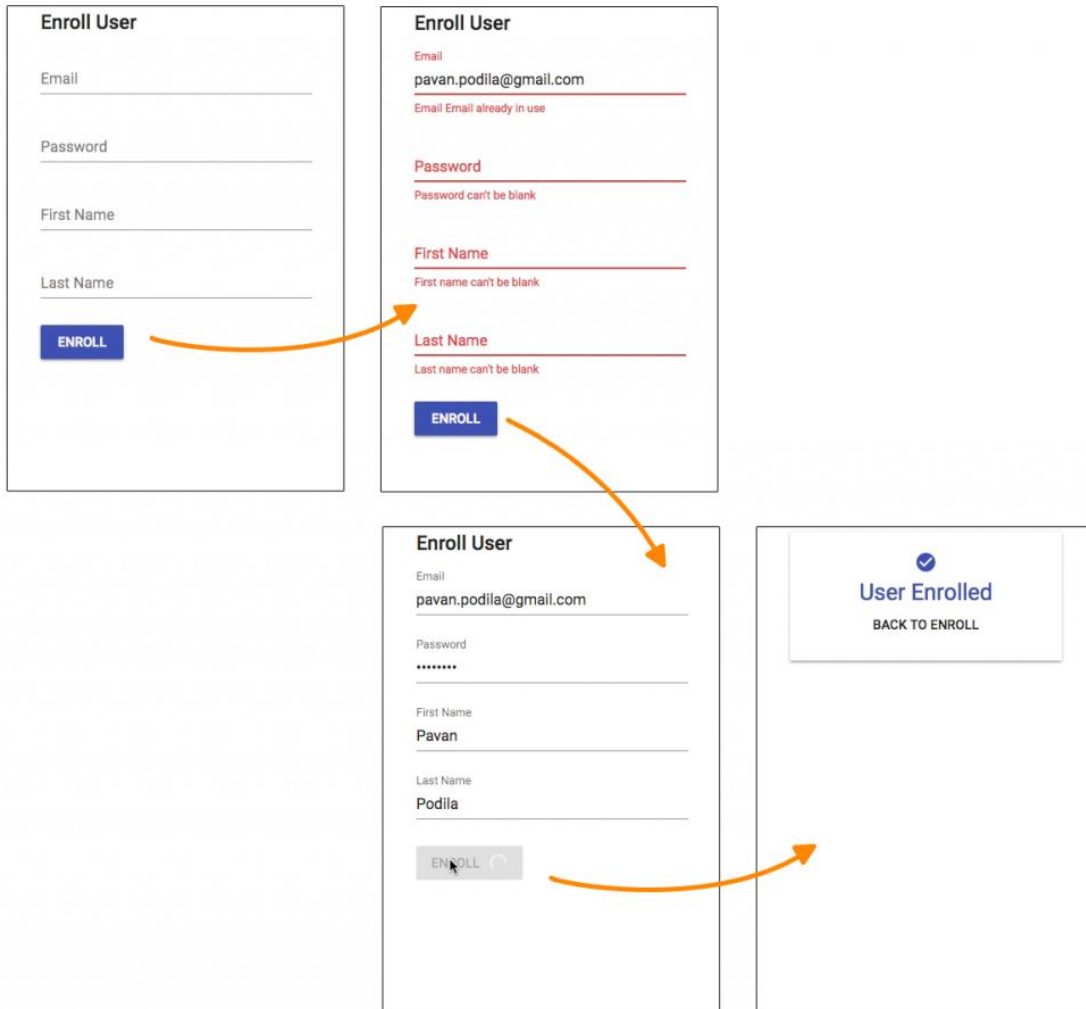 Enroll User
Email
Password
First Name
Last Name
ENROLL
Enroll User
Email
pavan.podila@gmail.com
Email Email already in use
Password
Password can't be blank
First Name
First name can't be blank
Last Name
Last name can't be blank
ENROLL
Enroll User
Email
pavan.podila@gmail.com
Password
••••••••
First Name
Pavan
Last Name
Podila
ENROLL
User Enrolled
BACK TO ENROLL